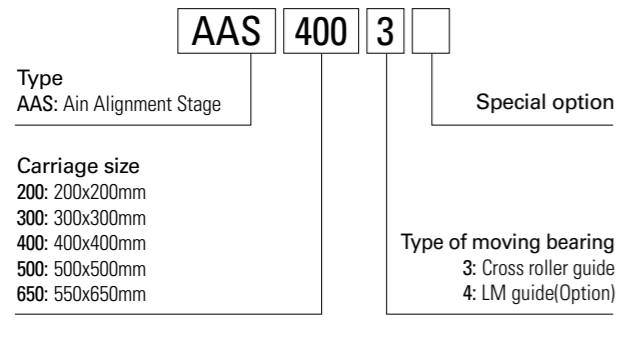 AAS 400 3
Type
AAS: Ain Alignment Stage
Special option
Carriage size
200: 200x200mm
300: 300x300mm
400: 400x400mm
500: 500x500mm
650: 550x650mm
Type of moving bearing
3: Cross roller guide
4: LM guide(Option)